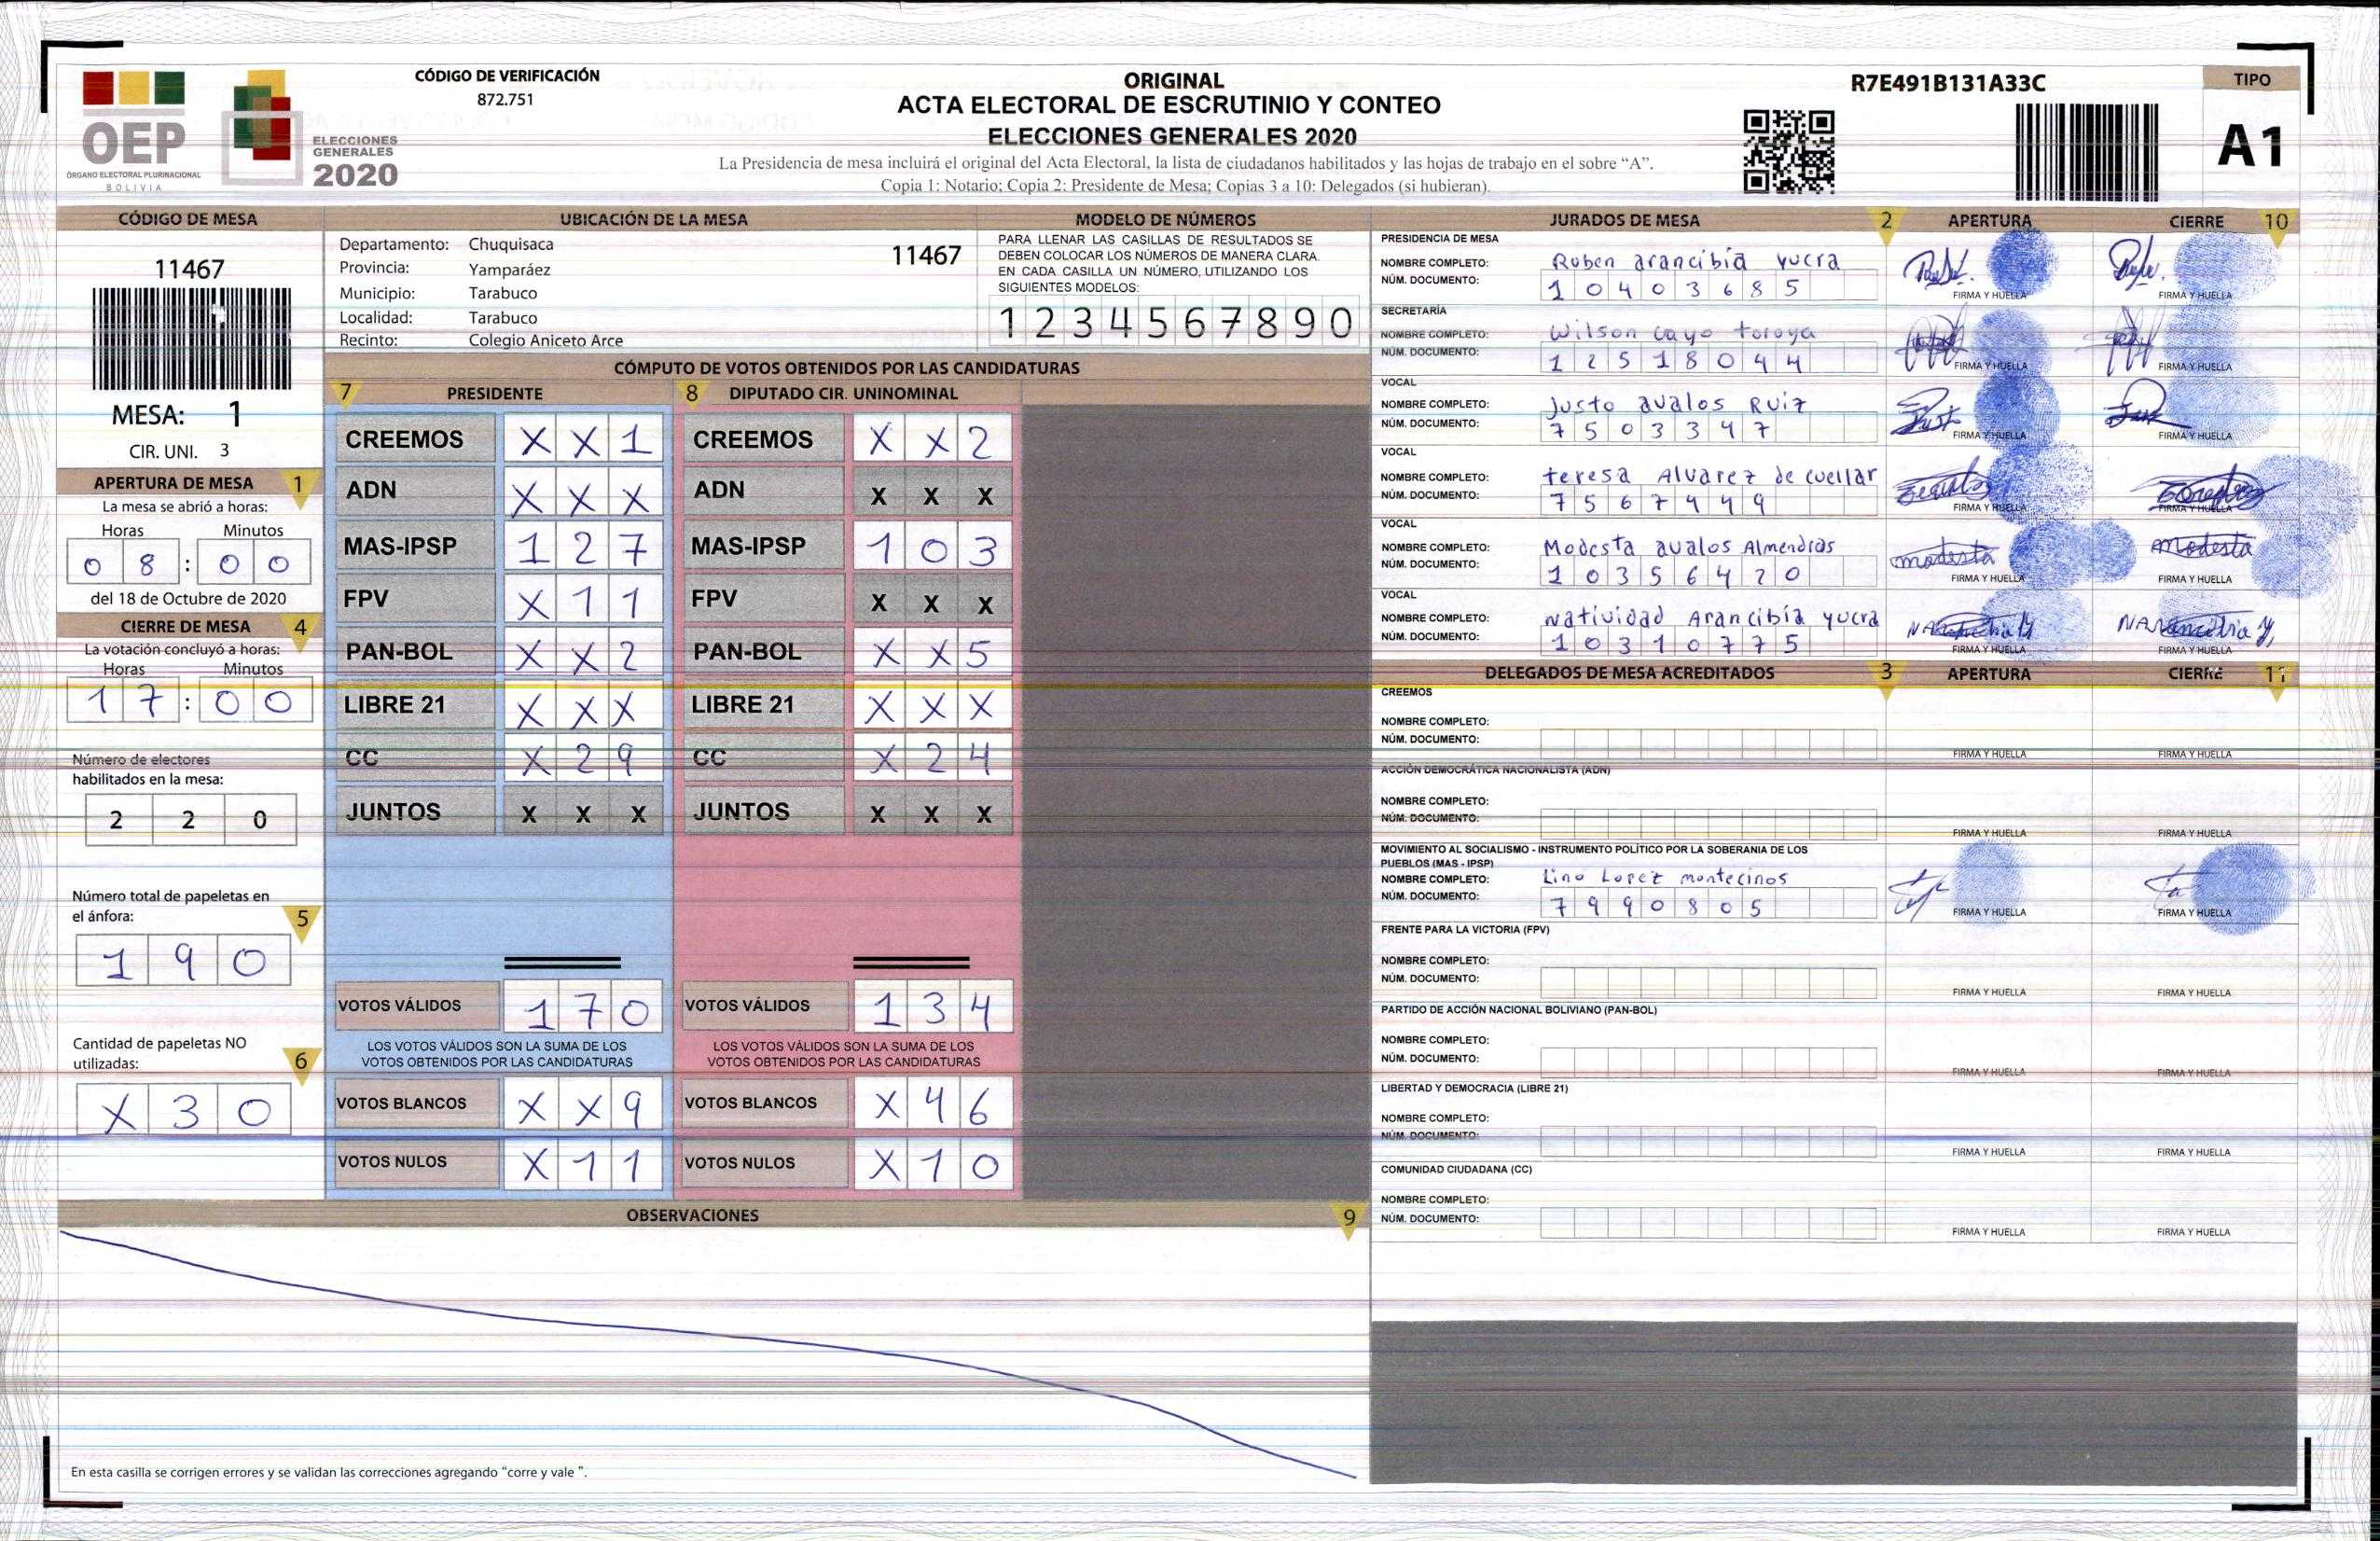 OEP
ÓRGANO ELECTORAL PLURINACIONAL
BOLIVIA
ELECCIONES
GENERALES
2020
CÓDIGO DE VERIFICACIÓN
872.751
ORIGINAL
ACTA ELECTORAL DE ESCRUTINIO Y CONTEO
ELECCIONES GENERALES 2020
La Presidencia de mesa incluirá el original del Acta Electoral, la lista de ciudadanos habilitados y las hojas de trabajo en el sobre “A”.
Copia 1: Notario; Copia 2: Presidente de Mesa; Copias 3 a 10: Delegados (si hubieran).
R7E491B131A33C
TIPO
A1
CÓDIGO DE MESA
11467
MESA: 1
CIR. UNI. 3
APERTURA DE MESA 1
La mesa se abrió a horas:
Horas Minutos
0 8 : 0 0
del 18 de Octubre de 2020
CIERRE DE MESA 4
La votación concluyó a horas:
Horas Minutos
1 7 : 0 0
Número de electores
habilitados en la mesa:
2 2 0
Número total de papeletas en
el ánfora: 5
1 9 0
Cantidad de papeletas NO
utilizadas: 6
X 3 0
UBICACIÓN DE LA MESA
Departamento: Chuquisaca 11467
Provincia: Yamparáez
Municipio: Tarabuco
Localidad: Tarabuco
Recinto: Colegio Aniceto Arce
MODELO DE NÚMEROS
PARA LLENAR LAS CASILLAS DE RESULTADOS SE
DEBEN COLOCAR LOS NÚMEROS DE MANERA CLARA.
EN CADA CASILLA UN NÚMERO, UTILIZANDO LOS
SIGUIENTES MODELOS:
1 2 3 4 5 6 7 8 9 0
CÓMPUTO DE VOTOS OBTENIDOS POR LAS CANDIDATURAS
7 PRESIDENTE 8 DIPUTADO CIR. UNINOMINAL
CREEMOS X X 1 CREEMOS X X 2
ADN X X X ADN X X X
MAS-IPSP 1 2 7 MAS-IPSP 1 0 3
FPV X 1 1 FPV X X X
PAN-BOL X X 2 PAN-BOL X X 5
LIBRE 21 X X X LIBRE 21 X X X
CC X 2 9 CC X 2 4
JUNTOS X X X JUNTOS X X X
VOTOS VÁLIDOS 1 7 0 VOTOS VÁLIDOS 1 3 4
LOS VOTOS VÁLIDOS SON LA SUMA DE LOS LOS VOTOS VÁLIDOS SON LA SUMA DE LOS
VOTOS OBTENIDOS POR LAS CANDIDATURAS VOTOS OBTENIDOS POR LAS CANDIDATURAS
VOTOS BLANCOS X X 9 VOTOS BLANCOS X 4 6
VOTOS NULOS X 1 1 VOTOS NULOS X 1 0
OBSERVACIONES 9
En esta casilla se corrigen errores y se validan las correcciones agregando “corre y vale ”.
JURADOS DE MESA 2 APERTURA CIERRE 10
PRESIDENCIA DE MESA
NOMBRE COMPLETO: Ruben arancibia yucra
NÚM. DOCUMENTO: 1 0 4 0 3 6 8 5
FIRMA Y HUELLA FIRMA Y HUELLA
SECRETARÍA
NOMBRE COMPLETO: Wilson cayo toroya
NÚM. DOCUMENTO: 1 2 5 1 8 0 4 4
FIRMA Y HUELLA FIRMA Y HUELLA
VOCAL
NOMBRE COMPLETO: Justo avalos Ruiz
NÚM. DOCUMENTO: 7 5 0 3 3 4 7
FIRMA Y HUELLA FIRMA Y HUELLA
VOCAL
NOMBRE COMPLETO: teresa Alvarez de cuellar
NÚM. DOCUMENTO: 7 5 6 7 4 4 9
FIRMA Y HUELLA FIRMA Y HUELLA
VOCAL
NOMBRE COMPLETO: Modesta avalos Almendras
NÚM. DOCUMENTO: 1 0 3 5 6 4 2 0
modesta modesta
FIRMA Y HUELLA FIRMA Y HUELLA
VOCAL
NOMBRE COMPLETO: natividad Arancibia yucra
NÚM. DOCUMENTO: 1 0 3 1 0 7 7 5
FIRMA Y HUELLA FIRMA Y HUELLA
DELEGADOS DE MESA ACREDITADOS 3 APERTURA CIERRE 11
CREEMOS
NOMBRE COMPLETO:
NÚM. DOCUMENTO:
FIRMA Y HUELLA FIRMA Y HUELLA
ACCIÓN DEMOCRÁTICA NACIONALISTA (ADN)
NOMBRE COMPLETO:
NÚM. DOCUMENTO:
FIRMA Y HUELLA FIRMA Y HUELLA
MOVIMIENTO AL SOCIALISMO - INSTRUMENTO POLÍTICO POR LA SOBERANIA DE LOS
PUEBLOS (MAS - IPSP)
NOMBRE COMPLETO: Lino Lopez montecinos
NÚM. DOCUMENTO: 7 9 9 0 8 0 5
FIRMA Y HUELLA FIRMA Y HUELLA
FRENTE PARA LA VICTORIA (FPV)
NOMBRE COMPLETO:
NÚM. DOCUMENTO:
FIRMA Y HUELLA FIRMA Y HUELLA
PARTIDO DE ACCIÓN NACIONAL BOLIVIANO (PAN-BOL)
NOMBRE COMPLETO:
NÚM. DOCUMENTO:
FIRMA Y HUELLA FIRMA Y HUELLA
LIBERTAD Y DEMOCRACIA (LIBRE 21)
NOMBRE COMPLETO:
NÚM. DOCUMENTO:
FIRMA Y HUELLA FIRMA Y HUELLA
COMUNIDAD CIUDADANA (CC)
NOMBRE COMPLETO:
NÚM. DOCUMENTO:
FIRMA Y HUELLA FIRMA Y HUELLA